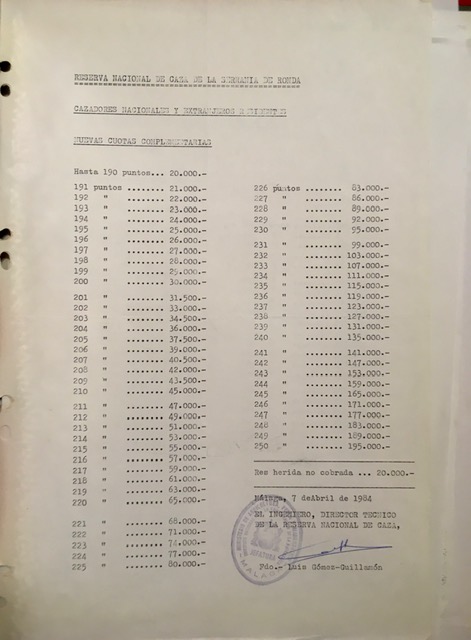 RESERVA NACIONAL DE CAZA DE LA SERRANIA DE RONDA
CAZADORES NACIONALES Y EXTRANJEROS RESIDENTES
NUEVAS CUOTAS COMPLEMENTARIAS
Hasta 190 puntos... 20.000.-
191 puntos ........ 21.000.-
192 " ........ 22.000.-
193 " ........ 23.000.-
194 " ........ 24.000.-
195 " ........ 25.000.-
196 " ........ 26.000.-
197 " ........ 27.000.-
198 " ........ 28.000.-
199 " ........ 29.000.-
200 " ........ 30.000.-
201 " ........ 31.500.-
202 " ........ 33.000.-
203 " ........ 34.500.-
204 " ........ 36.000.-
205 " ........ 37.500.-
206 " ........ 39.000.-
207 " ........ 40.500.-
208 " ........ 42.000.-
209 " ........ 43.500.-
210 " ........ 45.000.-
211 " ........ 47.000.-
212 " ........ 49.000.-
213 " ........ 51.000.-
214 " ........ 53.000.-
215 " ........ 55.000.-
216 " ........ 57.000.-
217 " ........ 59.000.-
218 " ........ 61.000.-
219 " ........ 63.000.-
220 " ........ 65.000.-
221 " ........ 68.000.-
222 " ........ 71.000.-
223 " ........ 74.000.-
224 " ........ 77.000.-
225 " ........ 80.000.-
226 puntos ........ 83.000.-
227 " ........ 86.000.-
228 " ........ 89.000.-
229 " ........ 92.000.-
230 " ........ 95.000.-
231 " ........ 99.000.-
232 " ........ 103.000.-
233 " ........ 107.000.-
234 " ........ 111.000.-
235 " ........ 115.000.-
236 " ........ 119.000.-
237 " ........ 123.000.-
238 " ........ 127.000.-
239 " ........ 131.000.-
240 " ........ 135.000.-
241 " ........ 141.000.-
242 " ........ 147.000.-
243 " ........ 153.000.-
244 " ........ 159.000.-
245 " ........ 165.000.-
246 " ........ 171.000.-
247 " ........ 177.000.-
248 " ........ 183.000.-
249 " ........ 189.000.-
250 " ........ 195.000.-
Res herida no cobrada ... 20.000.-
Málaga, 7 deAbril de 1984
EL INGENIERO, DIRECTOR TECNICO
DE LA RESERVA NACIONAL DE CAZA,
JEFATURA
MALAGA
Fdo.- Luis Gómez-Guillamón